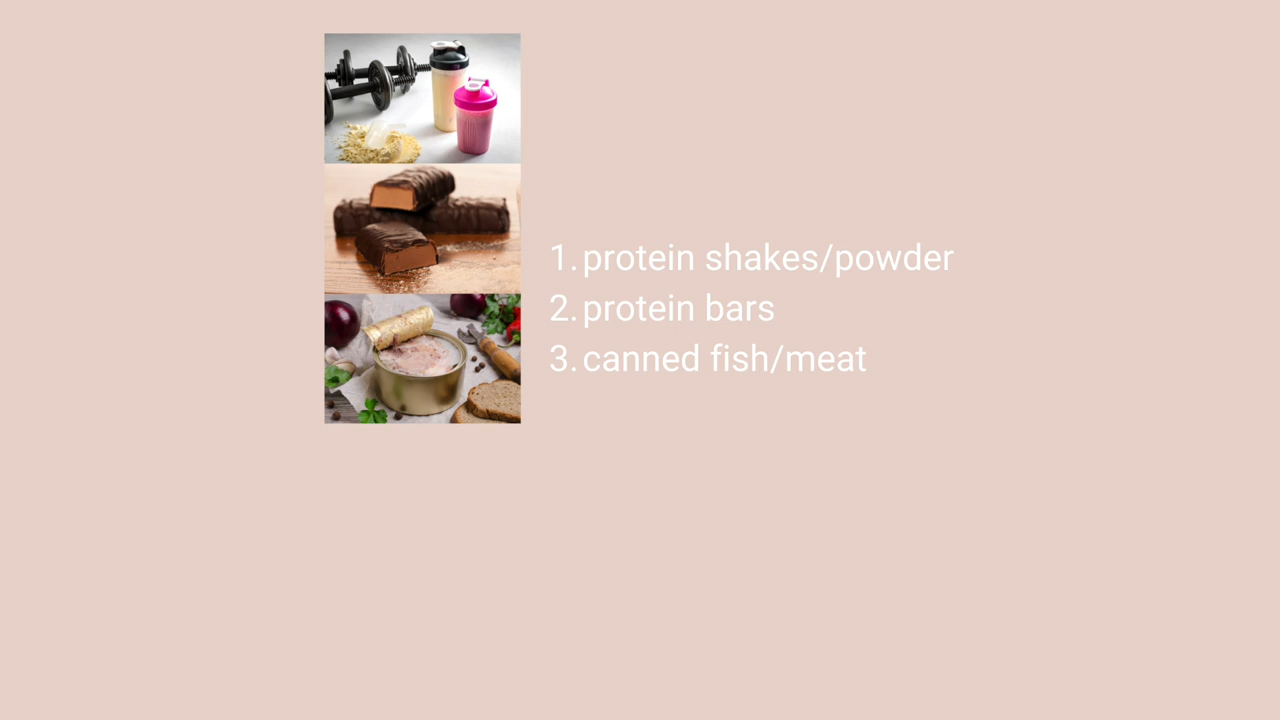 1. protein shakes/powder
2. protein bars
3. canned fish/meat